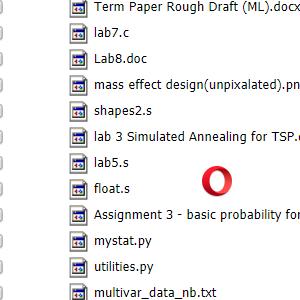 Term Paper Rough Draft (ML).docx
lab7.c
Lab8.doc
mass effect design(unpixalated).pn
shapes2.s
lab 3 Simulated Annealing for TSP.
lab5.s
float.s
Assignment 3 - basic probability for
mystat.py
utilities.py
multivar_data_nb.txt